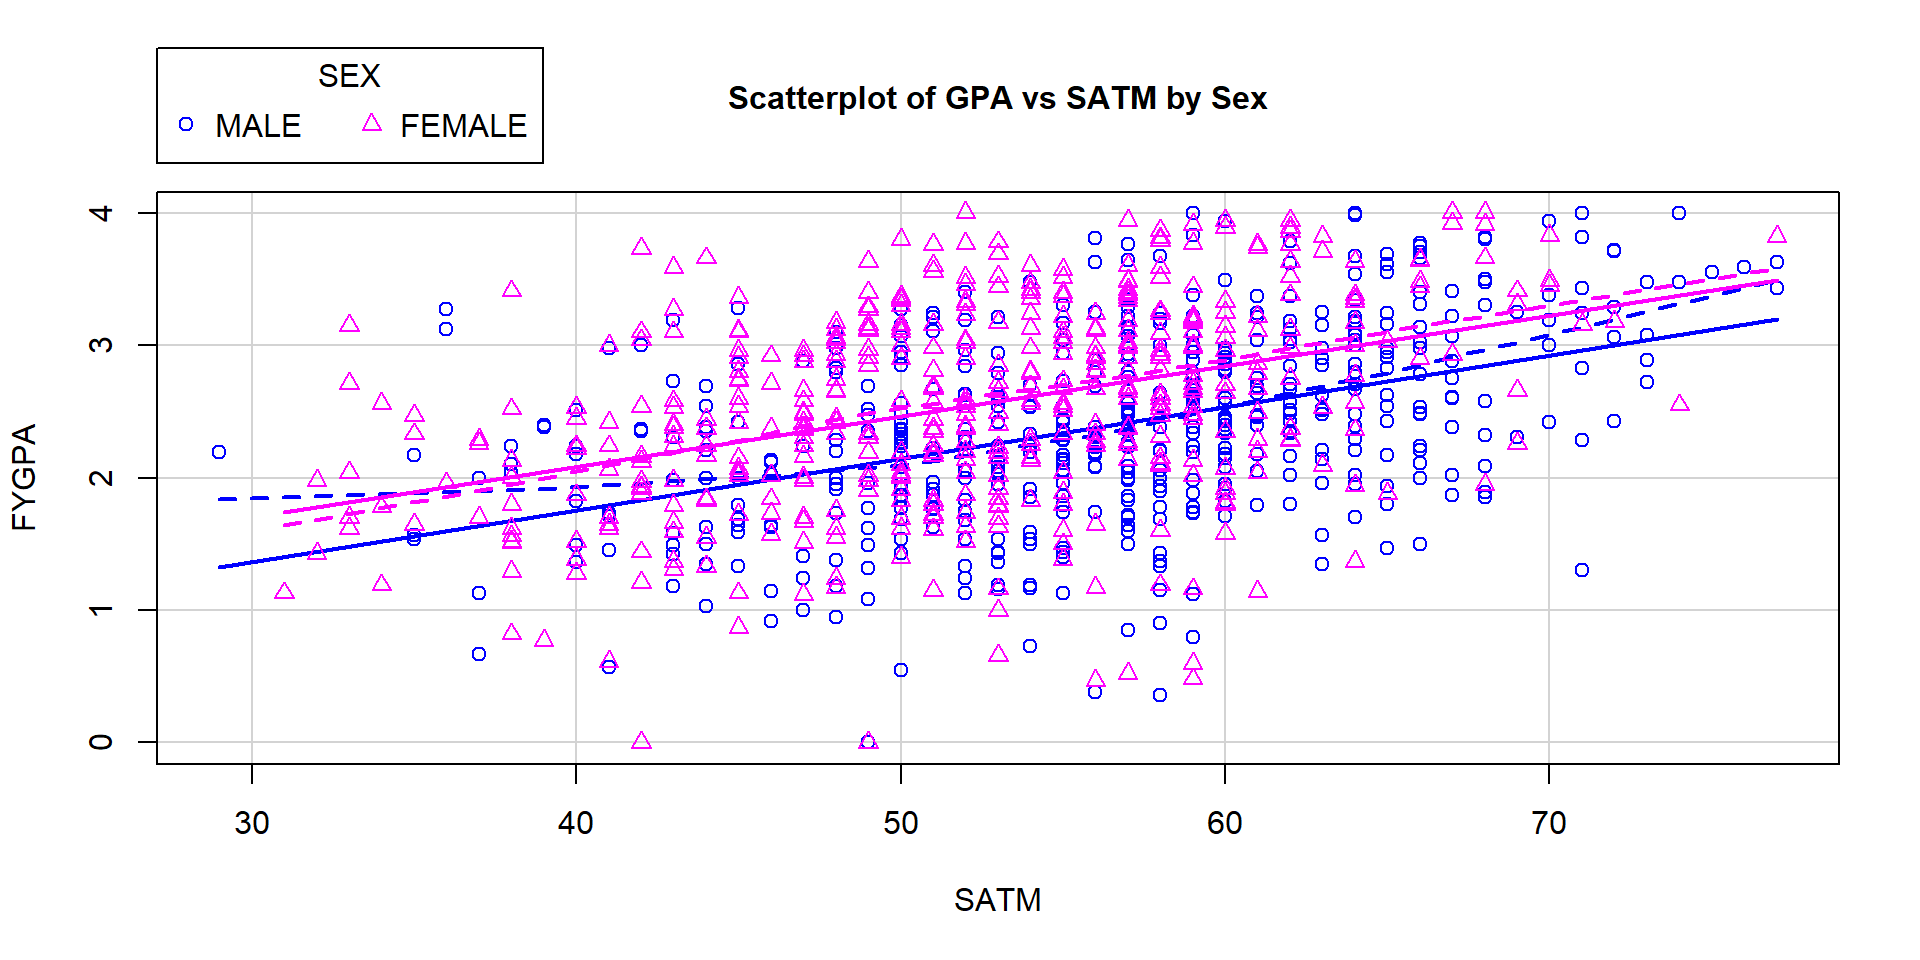 SEX
MALE FEMALE
Scatterplot of GPA vs SATM by Sex
4
3
2
1
0
FYGPA
30 40 50 60 70
SATM